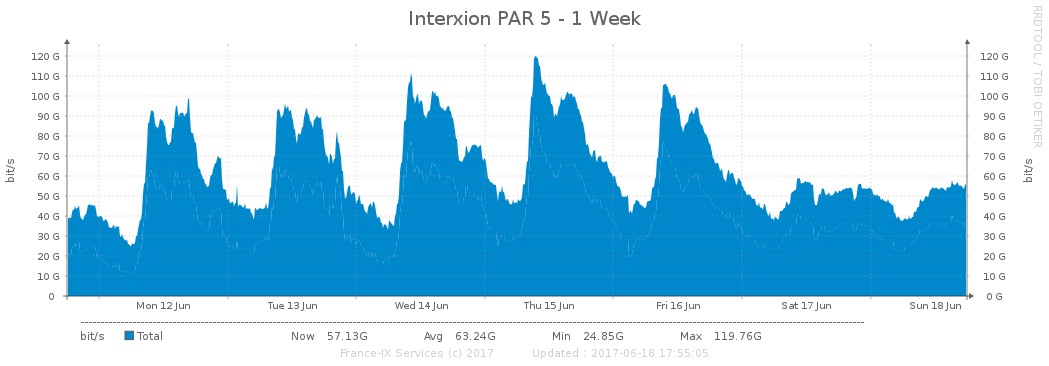 Interxion PAR 5 - 1 Week
RRDTOOL / TOBI OETIKER
120 G 120 G
110 G 110 G
100 G 100 G
90 G 90 G
80 G 80 G
70 G 70 G
60 G 60 G
50 G 50 G
40 G 40 G
30 G 30 G
20 G 20 G
10 G 10 G
0 0 G
bit/s
bit/s
Mon 12 Jun Tue 13 Jun Wed 14 Jun Thu 15 Jun Fri 16 Jun Sat 17 Jun Sun 18 Jun
bit/s Total Now 57.13G Avg 63.24G Min 24.85G Max 119.76G
France-IX Services (c) 2017 Updated : 2017-06-18 17:55:05